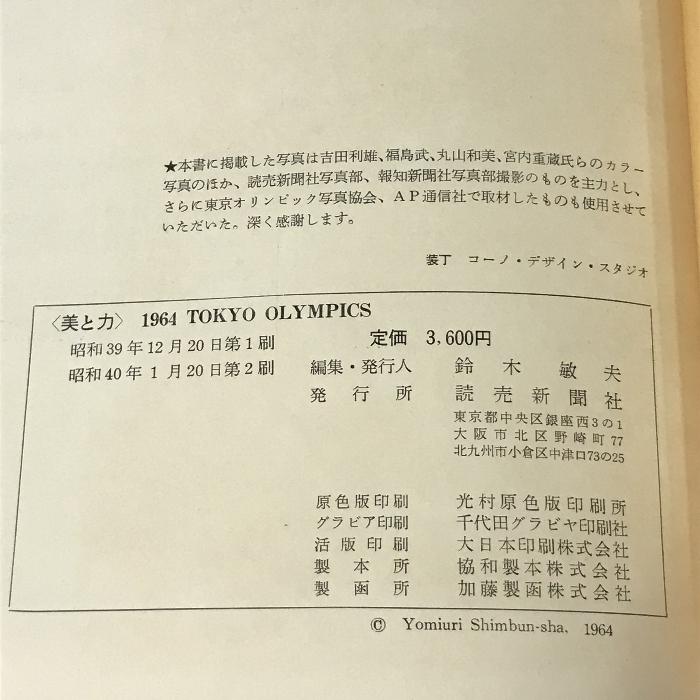 ★本書に掲載した写真は吉田利雄、福島武、丸山和美、宮内重蔵氏らのカラー
写真のほか、読売新聞社写真部、報知新聞社写真部撮影のものを主力とし、
さらに東京オリンピック写真協会、AP通信社で取材したものも使用させて
いただいた。深く感謝します。
装丁 コーノ・デザイン・スタジオ
〈美と力〉 1964 TOKYO OLYMPICS
昭和39年12月20日第1刷 定価 3,600円
昭和40年1月20日第2刷 編集・発行人 鈴木敏夫
発行所 読売新聞社
東京都中央区銀座西3の1
大阪市北区野崎町77
北九州市小倉区中津口73の25
原色版印刷 光村原色版印刷所
グラビア印刷 千代田グラビヤ印刷社
活版印刷 大日本印刷株式会社
製本所 協和製本株式会社
製函所 加藤製函株式会社
© Yomiuri Shimbun-sha, 1964